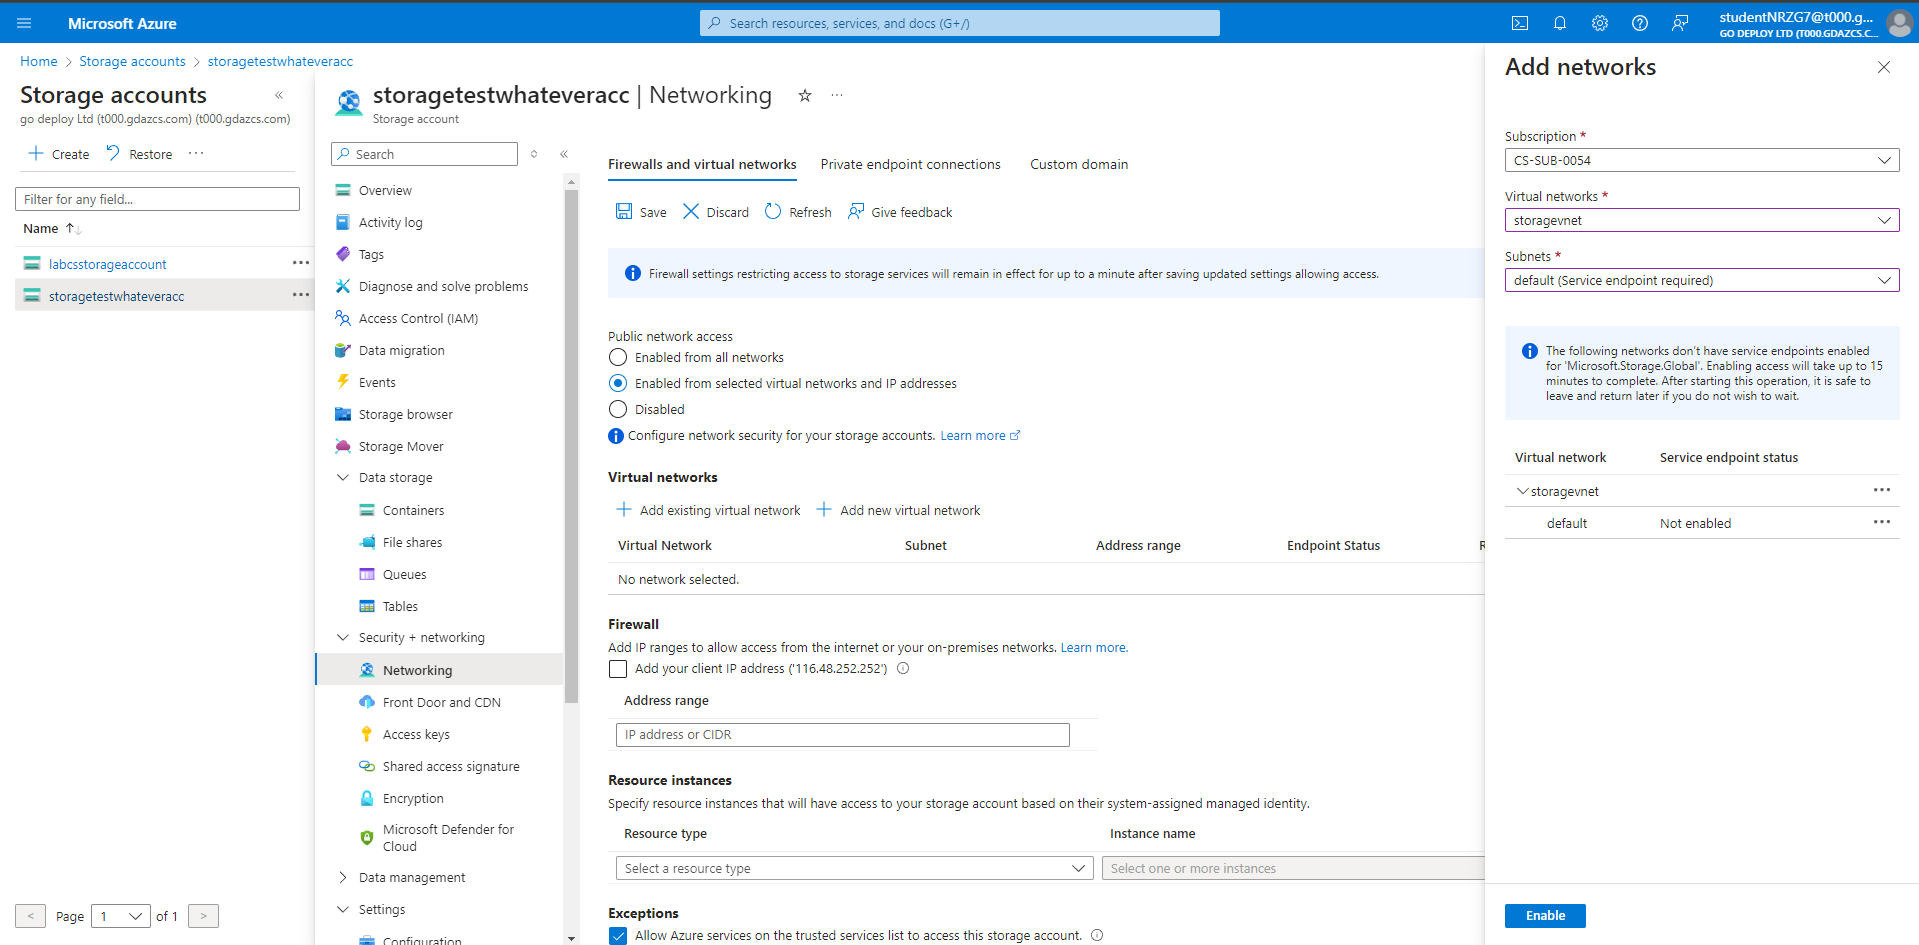 Microsoft Azure
Search resources, services, and docs (G+/)
studentNRZG7@t000.g...
GO DEPLOY LTD (T000.GDAZCS.C...
Home > Storage accounts > storagetestwhateveracc
Storage accounts
go deploy Ltd (t000.gdazcs.com) (t000.gdazcs.com)
Create
Restore
Filter for any field...
Name
labcsstorageaccount
storagetestwhateveracc
< Page 1 of 1 >
storagetestwhateveracc | Networking
Storage account
Search
Overview
Activity log
Tags
Diagnose and solve problems
Access Control (IAM)
Data migration
Events
Storage browser
Storage Mover
Data storage
Containers
File shares
Queues
Tables
Security + networking
Networking
Front Door and CDN
Access keys
Shared access signature
Encryption
Microsoft Defender for
Cloud
Data management
Settings
Configuration
Firewalls and virtual networks
Private endpoint connections
Custom domain
Save
Discard
Refresh
Give feedback
Firewall settings restricting access to storage services will remain in effect for up to a minute after saving updated settings allowing access.
Public network access
Enabled from all networks
Enabled from selected virtual networks and IP addresses
Disabled
Configure network security for your storage accounts. Learn more
Virtual networks
Add existing virtual network
Add new virtual network
Virtual Network Subnet Address range Endpoint Status R
No network selected.
Firewall
Add IP ranges to allow access from the internet or your on-premises networks. Learn more.
Add your client IP address ('116.48.252.252')
Address range
IP address or CIDR
Resource instances
Specify resource instances that will have access to your storage account based on their system-assigned managed identity.
Resource type Instance name
Select a resource type
Select one or more instances
Exceptions
Allow Azure services on the trusted services list to access this storage account.
Add networks
Subscription *
CS-SUB-0054
Virtual networks *
storagevnet
Subnets *
default (Service endpoint required)
The following networks don't have service endpoints enabled
for 'Microsoft.Storage.Global'. Enabling access will take up to 15
minutes to complete. After starting this operation, it is safe to
leave and return later if you do not wish to wait.
Virtual network Service endpoint status
storagevnet
default Not enabled
Enable